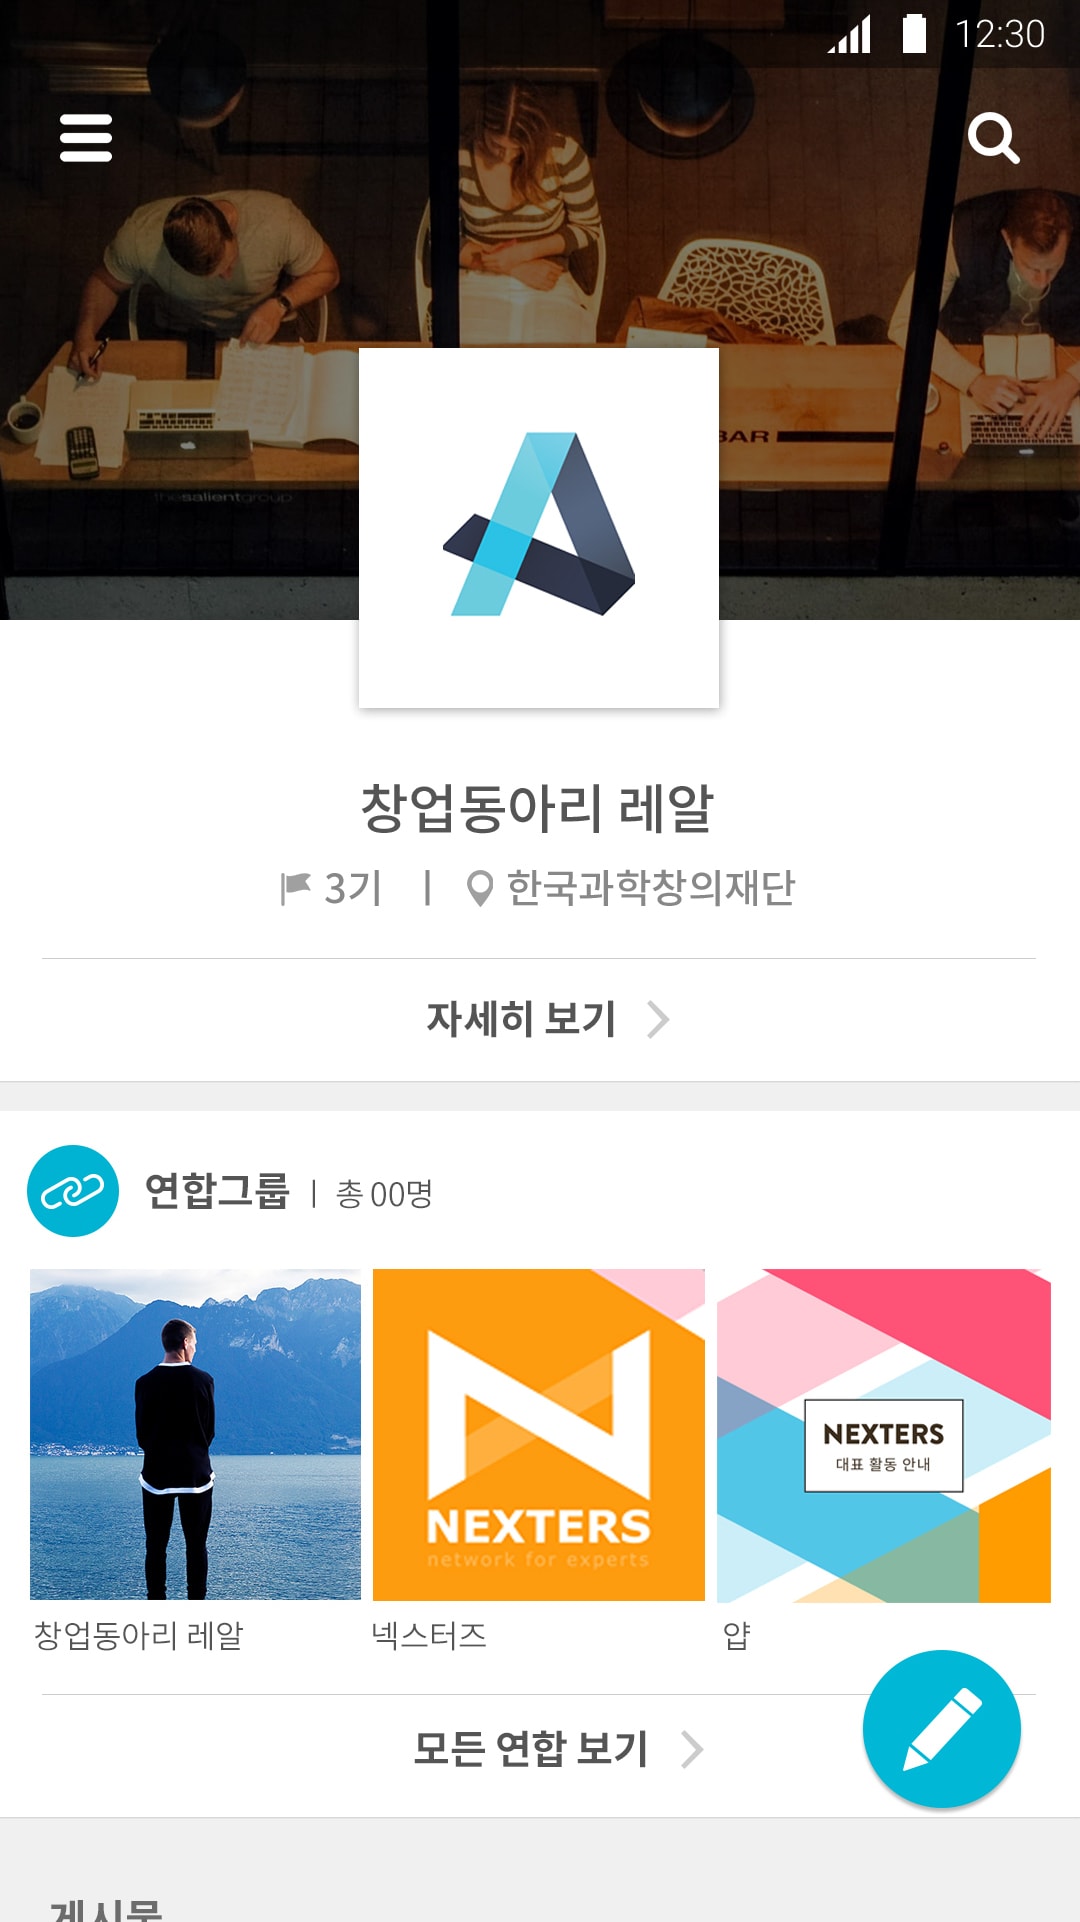 12:30
BAR
thesalientgroup
창업동아리 레알
3기 | 한국과학창의재단
자세히 보기
연합그룹 | 총 00명
NEXTERS
network for experts
NEXTERS
대표 활동 안내
창업동아리 레알
넥스터즈
얍
모든 연합 보기
게시물